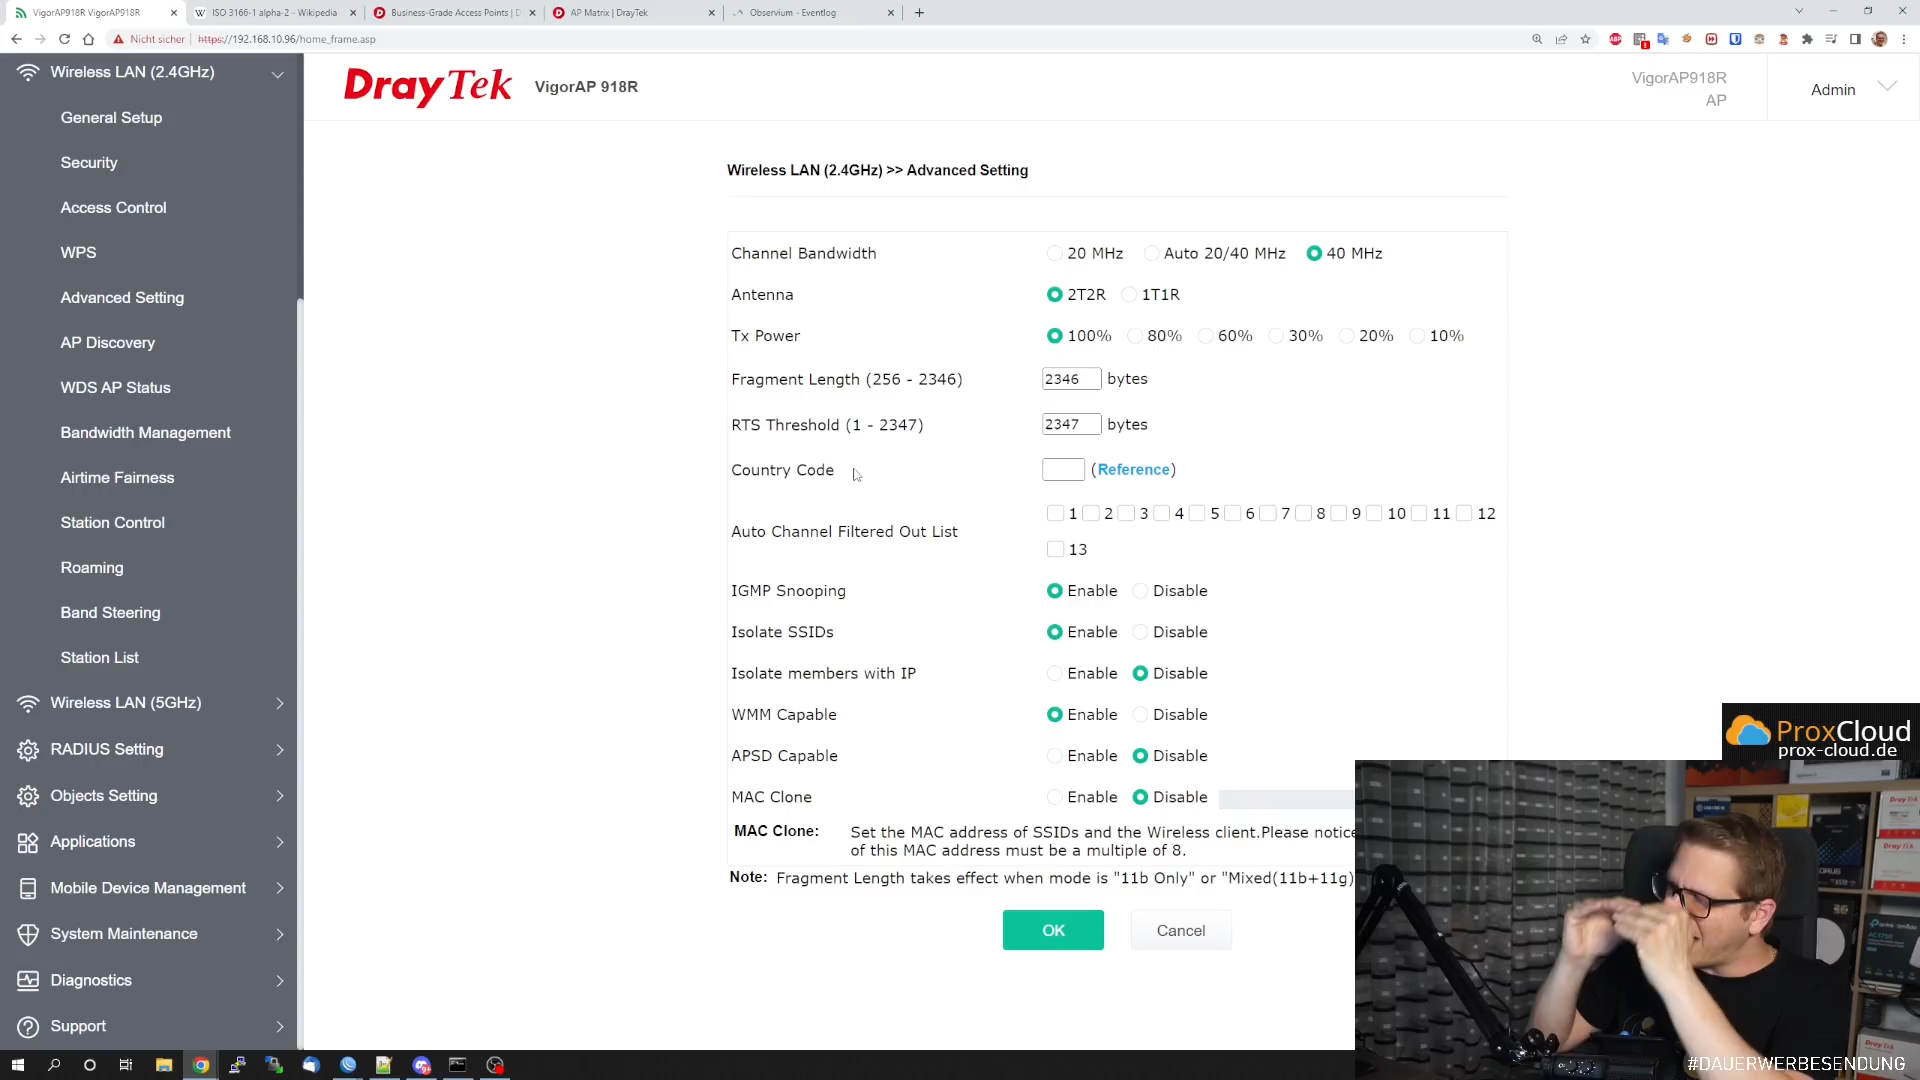 VigorAP918R VigorAP918R
ISO 3166-1 alpha-2 – Wikipedia
Business-Grade Access Points | D
AP Matrix | DrayTek
Observium - Eventlog
Nicht sicher
https://192.168.10.96/home_frame.asp
ABP
Wireless LAN (2.4GHz)
General Setup
Security
Access Control
WPS
Advanced Setting
AP Discovery
WDS AP Status
Bandwidth Management
Airtime Fairness
Station Control
Roaming
Band Steering
Station List
Wireless LAN (5GHz)
RADIUS Setting
Objects Setting
Applications
Mobile Device Management
System Maintenance
Diagnostics
Support
DrayTek
VigorAP 918R
VigorAP918R
AP
Admin
Wireless LAN (2.4GHz) >> Advanced Setting
Channel Bandwidth 20 MHz Auto 20/40 MHz 40 MHz
Antenna 2T2R 1T1R
Tx Power 100% 80% 60% 30% 20% 10%
Fragment Length (256 - 2346) 2346 bytes
RTS Threshold (1 - 2347) 2347 bytes
Country Code (Reference)
Auto Channel Filtered Out List 1 2 3 4 5 6 7 8 9 10 11 12
13
IGMP Snooping Enable Disable
Isolate SSIDs Enable Disable
Isolate members with IP Enable Disable
WMM Capable Enable Disable
APSD Capable Enable Disable
MAC Clone Enable Disable
MAC Clone: Set the MAC address of SSIDs and the Wireless client.Please notice
of this MAC address must be a multiple of 8.
Note: Fragment Length takes effect when mode is "11b Only" or "Mixed(11b+11g)
OK
Cancel
ProxCloud
prox-cloud.de
Dray Tek
Dray Tek
AC1750
Dray Tek
#DAUERWERBESENDUNG